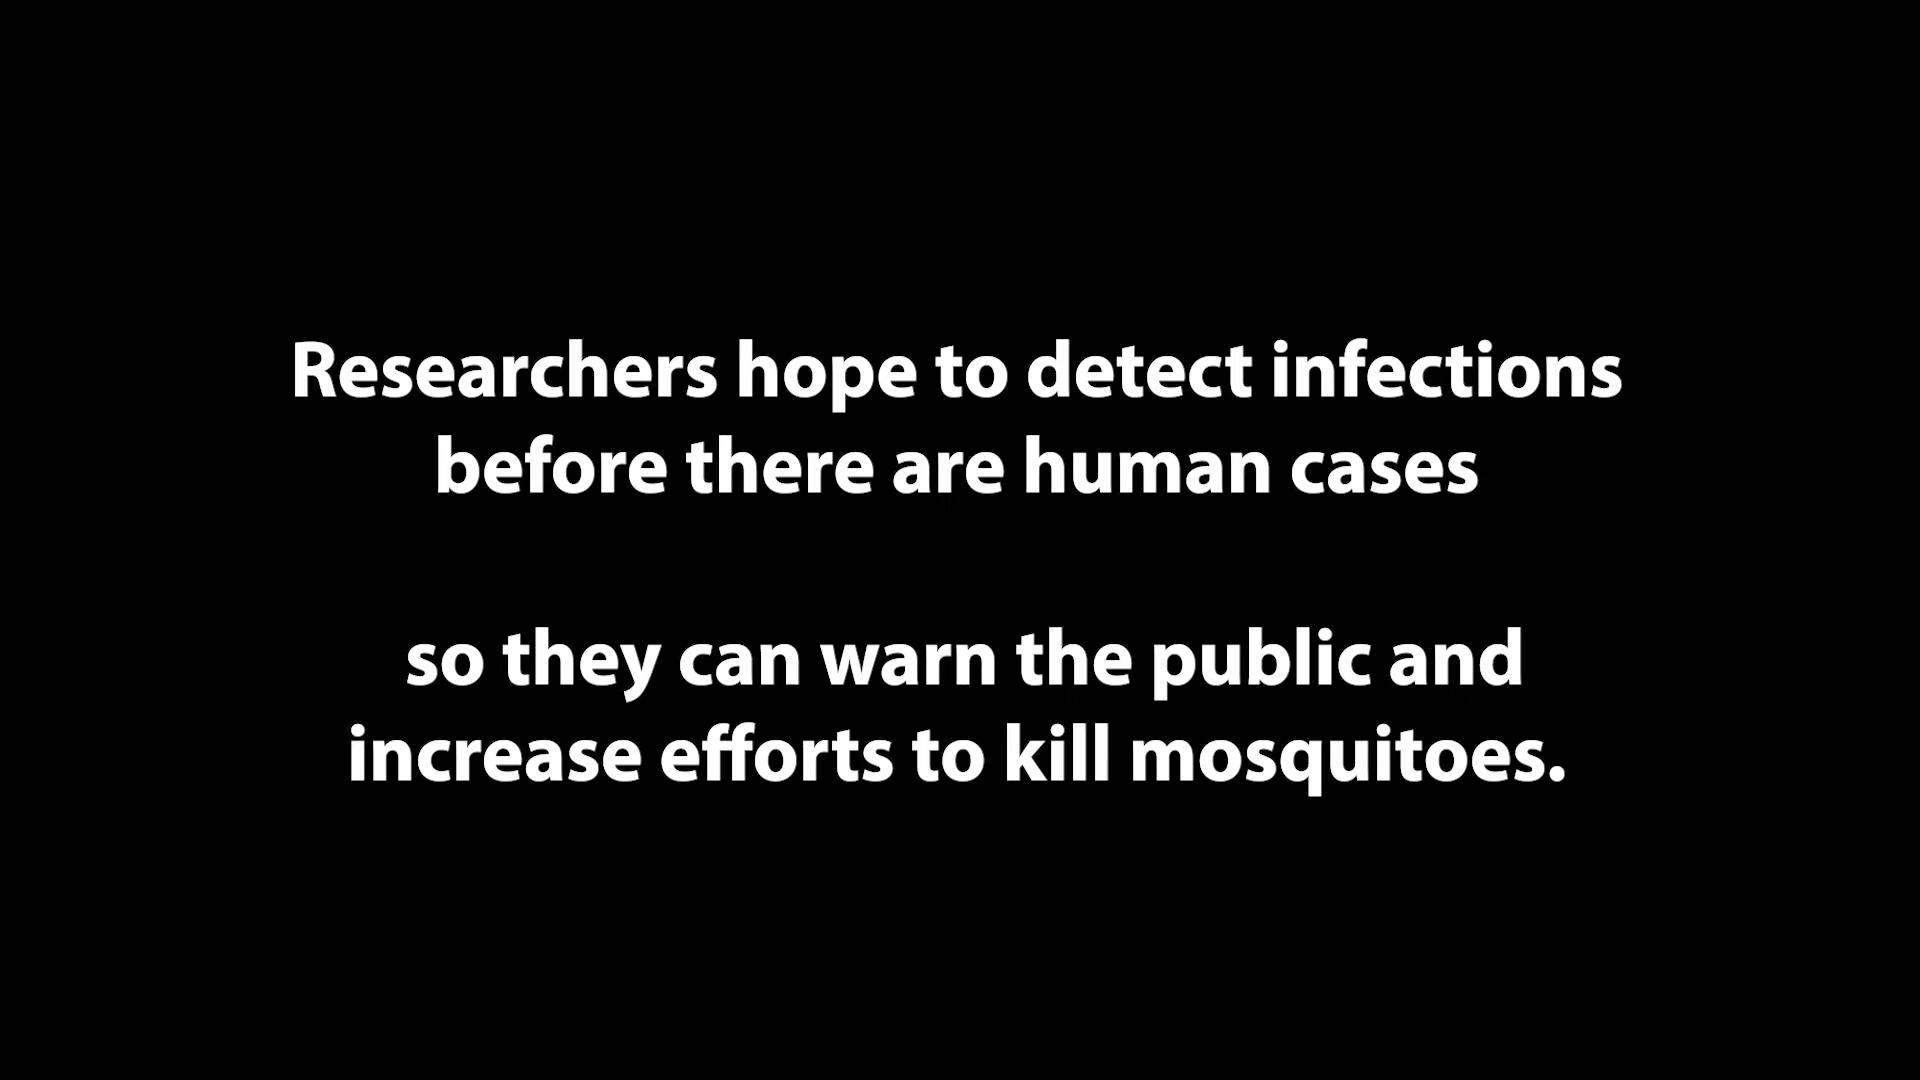 Researchers hope to detect infections
before there are human cases
so they can warn the public and
increase efforts to kill mosquitoes.